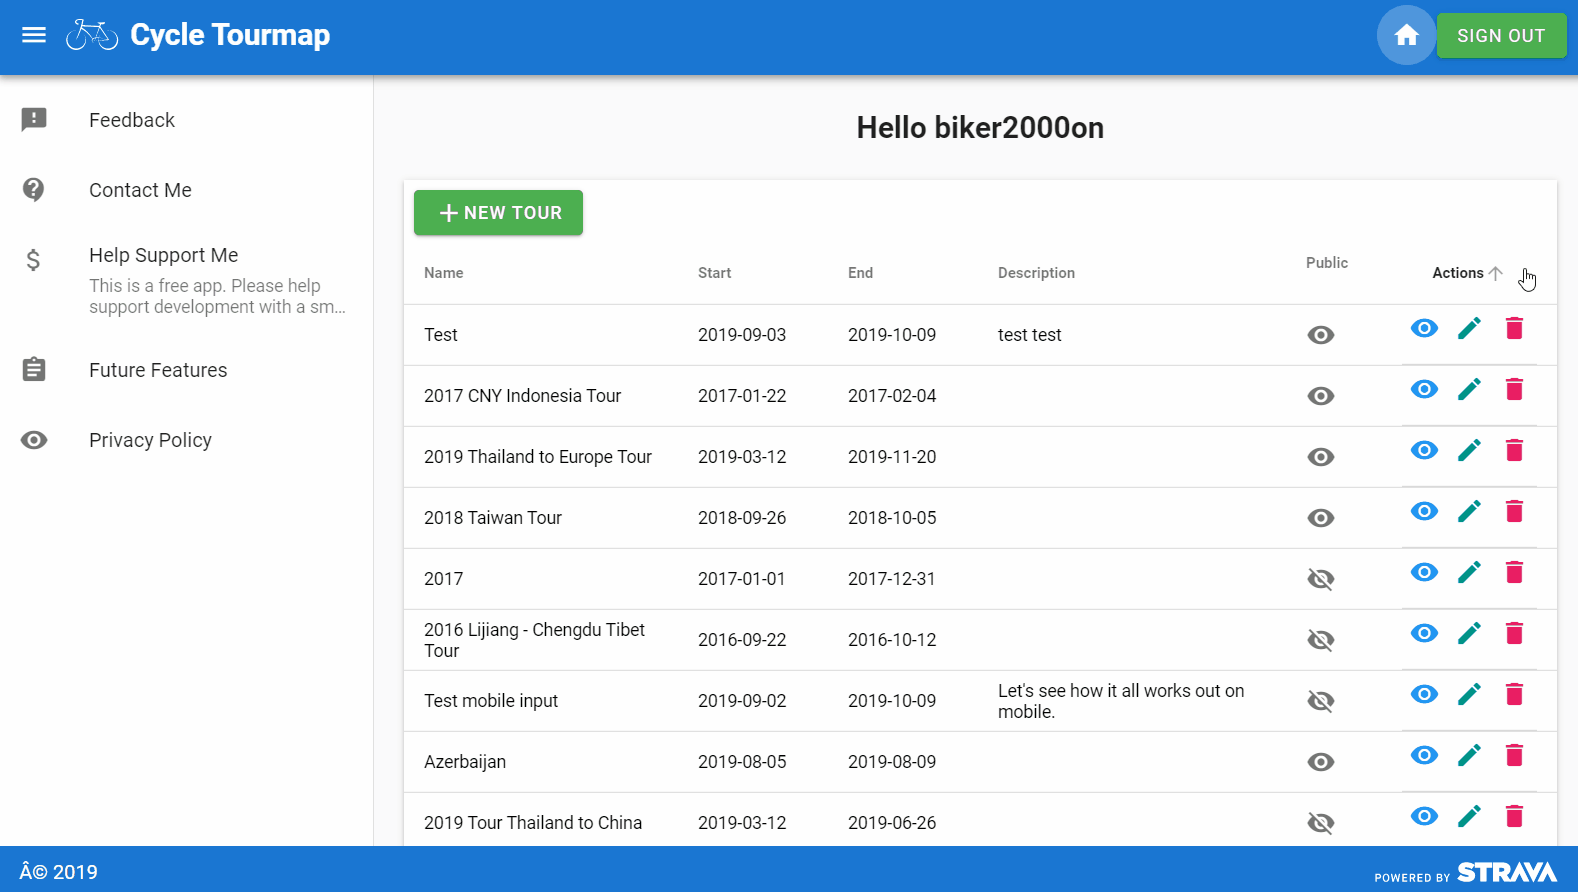 Cycle Tourmap
SIGN OUT
Feedback
Contact Me
Help Support Me
This is a free app. Please help
support development with a sm...
Future Features
Privacy Policy
Hello biker2000on
NEW TOUR
Name Start End Description Public Actions
Test 2019-09-03 2019-10-09 test test
2017 CNY Indonesia Tour 2017-01-22 2017-02-04
2019 Thailand to Europe Tour 2019-03-12 2019-11-20
2018 Taiwan Tour 2018-09-26 2018-10-05
2017 2017-01-01 2017-12-31
2016 Lijiang - Chengdu Tibet
Tour 2016-09-22 2016-10-12
Test mobile input 2019-09-02 2019-10-09 Let's see how it all works out on
mobile.
Azerbaijan 2019-08-05 2019-08-09
2019 Tour Thailand to China 2019-03-12 2019-06-26
Â© 2019
POWERED BY STRAVA